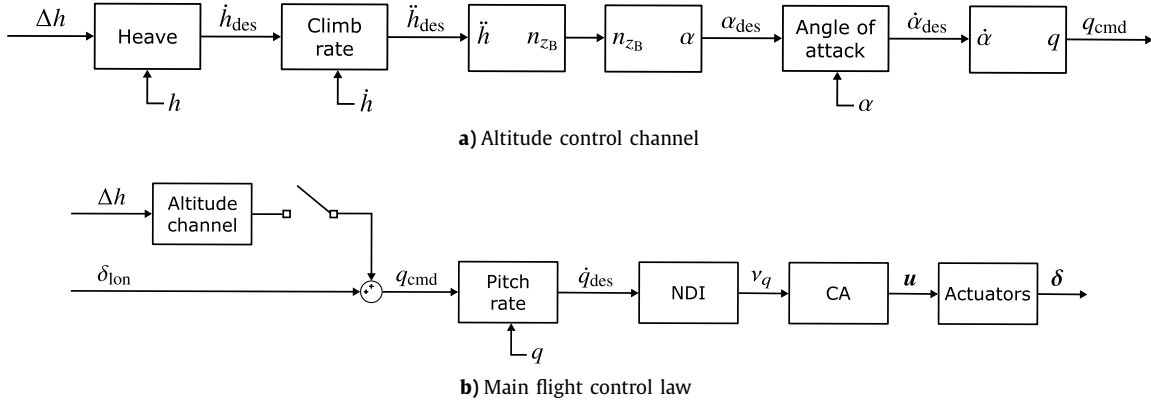 Δh Heave ḣdes Climb rate ḧdes ḧ nzB nzB α αdes Angle of attack α̇des α̇ q qcmd
h ḣ α
a) Altitude control channel
Δh Altitude channel
δlon qcmd Pitch rate q̇des NDI νq CA u Actuators δ
q
b) Main flight control law